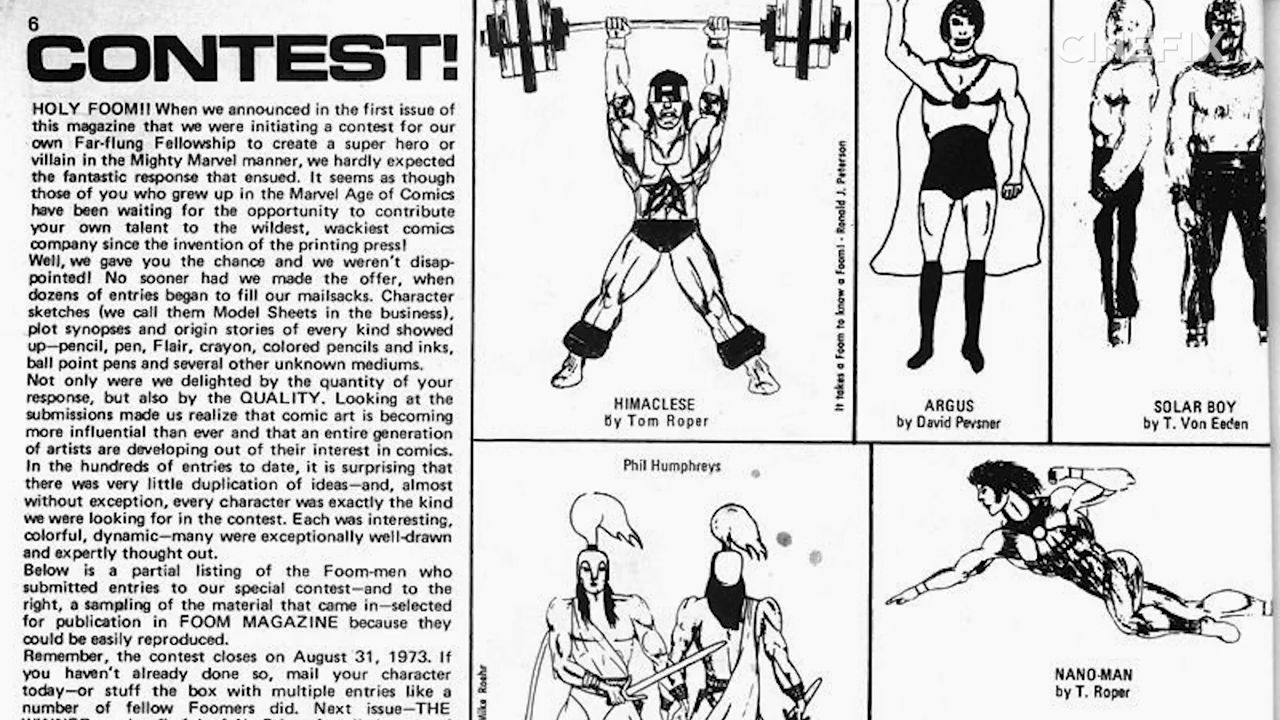 6
CONTEST!
HOLY FOOM!! When we announced in the first issue of
this magazine that we were initiating a contest for our
own Far-flung Fellowship to create a super hero or
villain in the Mighty Marvel manner, we hardly expected
the fantastic response that ensued. It seems as though
those of you who grew up in the Marvel Age of Comics
have been waiting for the opportunity to contribute
your own talent to the wildest, wackiest comics
company since the invention of the printing press!
Well, we gave you the chance and we weren't disap-
pointed! No sooner had we made the offer, when
dozens of entries began to fill our mailsacks. Character
sketches (we call them Model Sheets in the business),
plot synopses and origin stories of every kind showed
up—pencil, pen, Flair, crayon, colored pencils and inks,
ball point pens and several other unknown mediums.
Not only were we delighted by the quantity of your
response, but also by the QUALITY. Looking at the
submissions made us realize that comic art is becoming
more influential than ever and that an entire generation
of artists are developing out of their interest in comics.
In the hundreds of entries to date, it is surprising that
there was very little duplication of ideas—and, almost
without exception, every character was exactly the kind
we were looking for in the contest. Each was interesting,
colorful, dynamic—many were exceptionally well-drawn
and expertly thought out.
Below is a partial listing of the Foom-men who
submitted entries to our special contest—and to the
right, a sampling of the material that came in—selected
for publication in FOOM MAGAZINE because they
could be easily reproduced.
Remember, the contest closes on August 31, 1973. If
you haven't already done so, mail your character
today—or stuff the box with multiple entries like a
number of fellow Foomers did. Next issue—THE
H
HIMACLESE
By Tom Roper
It takes a Foom to know a Foom! - Ronald J. Peterson
ARGUS
by David Pevsner
CINEFIX
SOLAR BOY
by T. Von Eeden
Phil Humphreys
Mike Roehr
NANO-MAN
by T. Roper